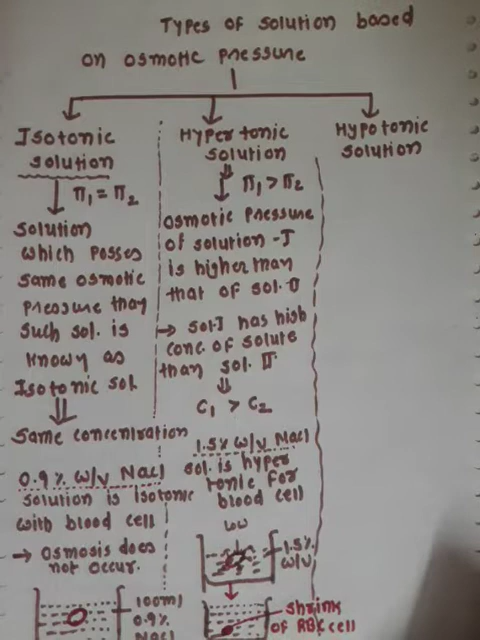 Types of solution based
on osmotic pressure
Isotonic
solution
π₁ = π₂
Solution
which posses
same osmotic
pressure they
such sol. is
known as
Isotonic sol
Same concentration
0.9% w/v Nacl
solution is isotonic
with blood cell
→ osmosis does
not occur.
100ml
0.9%
Nacl
Hypertonic
solution
π₁ > π₂
osmotic pressure
of solution - I
is higher than
that of sol. II
→ sol-I has high
conc. of solute
than sol. II
C₁ > C₂
1.5% w/v Nacl
sol. is hyper
tonic for
blood cell
low
1.5%
w/v
shrink
of RBC cell
Hypotonic
solution